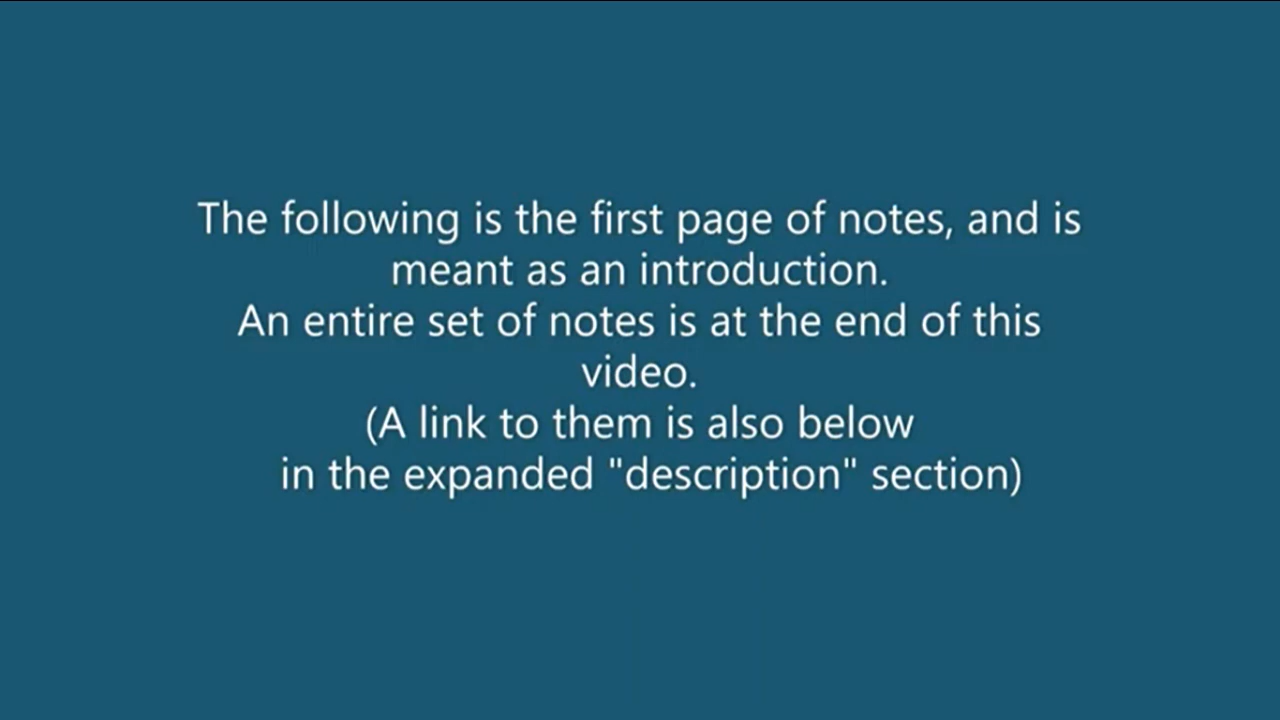 The following is the first page of notes, and is
meant as an introduction.
An entire set of notes is at the end of this
video.
(A link to them is also below
in the expanded "description" section)